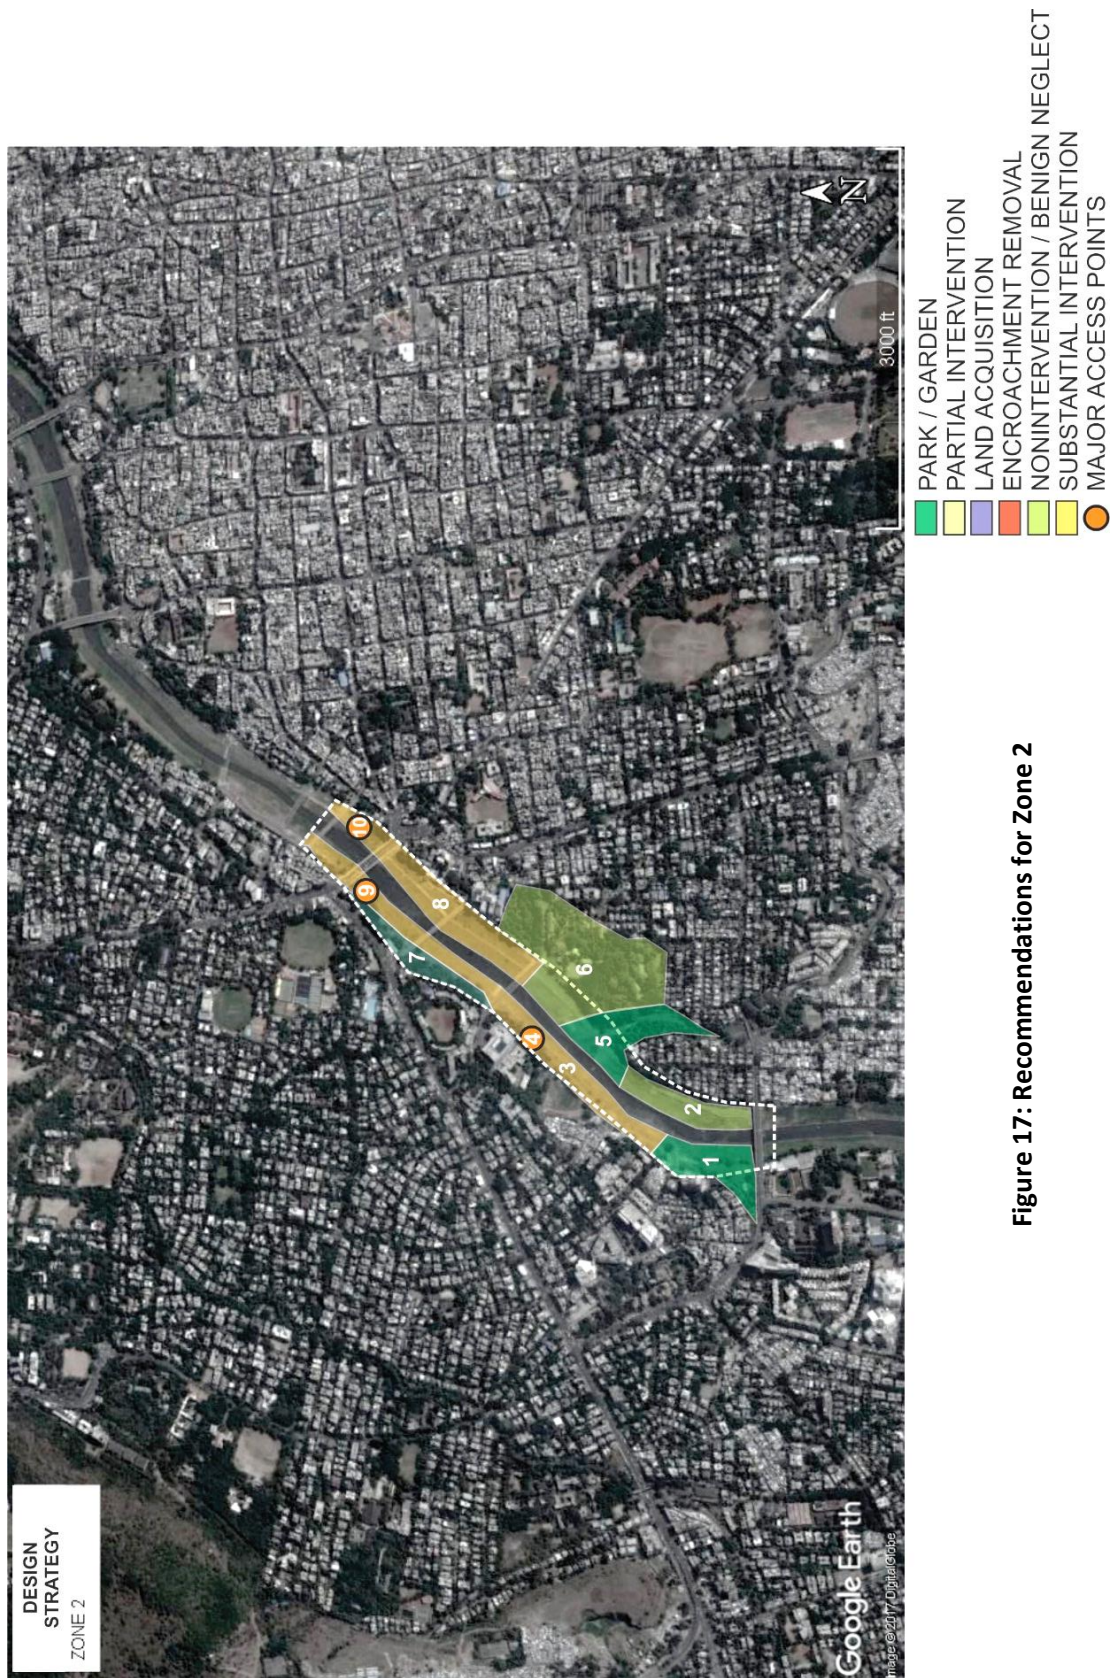 DESIGN
STRATEGY
ZONE 2
1
2
3
4
5
6
7
8
9
10
N
3000 ft
Google Earth
Image © 2017 DigitalGlobe
PARK / GARDEN
PARTIAL INTERVENTION
LAND ACQUISITION
ENCROACHMENT REMOVAL
NONINTERVENTION / BENIGN NEGLECT
SUBSTANTIAL INTERVENTION
MAJOR ACCESS POINTS
Figure 17: Recommendations for Zone 2